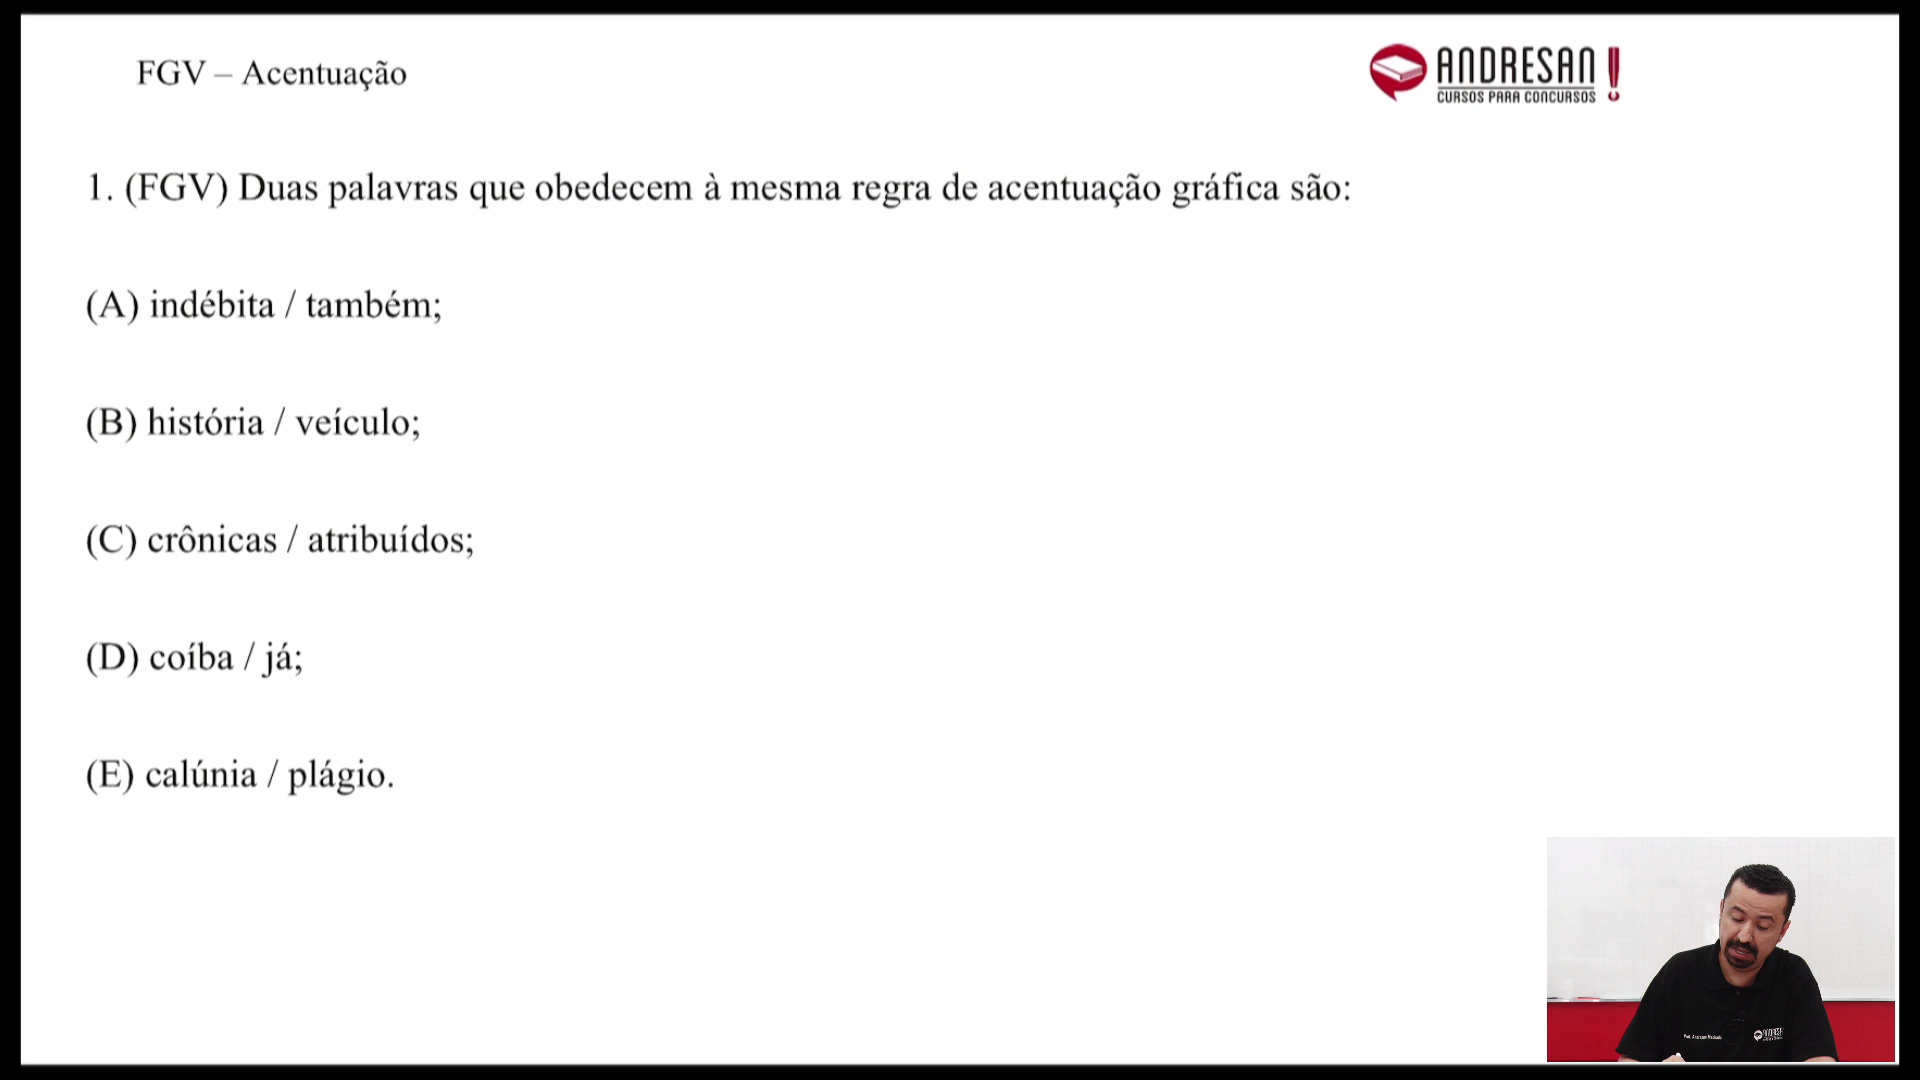 FGV – Acentuação
ANDRESAN!
CURSOS PARA CONCURSOS
1. (FGV) Duas palavras que obedecem à mesma regra de acentuação gráfica são:
(A) indébita / também;
(B) história / veículo;
(C) crônicas / atribuídos;
(D) coíba / já;
(E) calúnia / plágio.